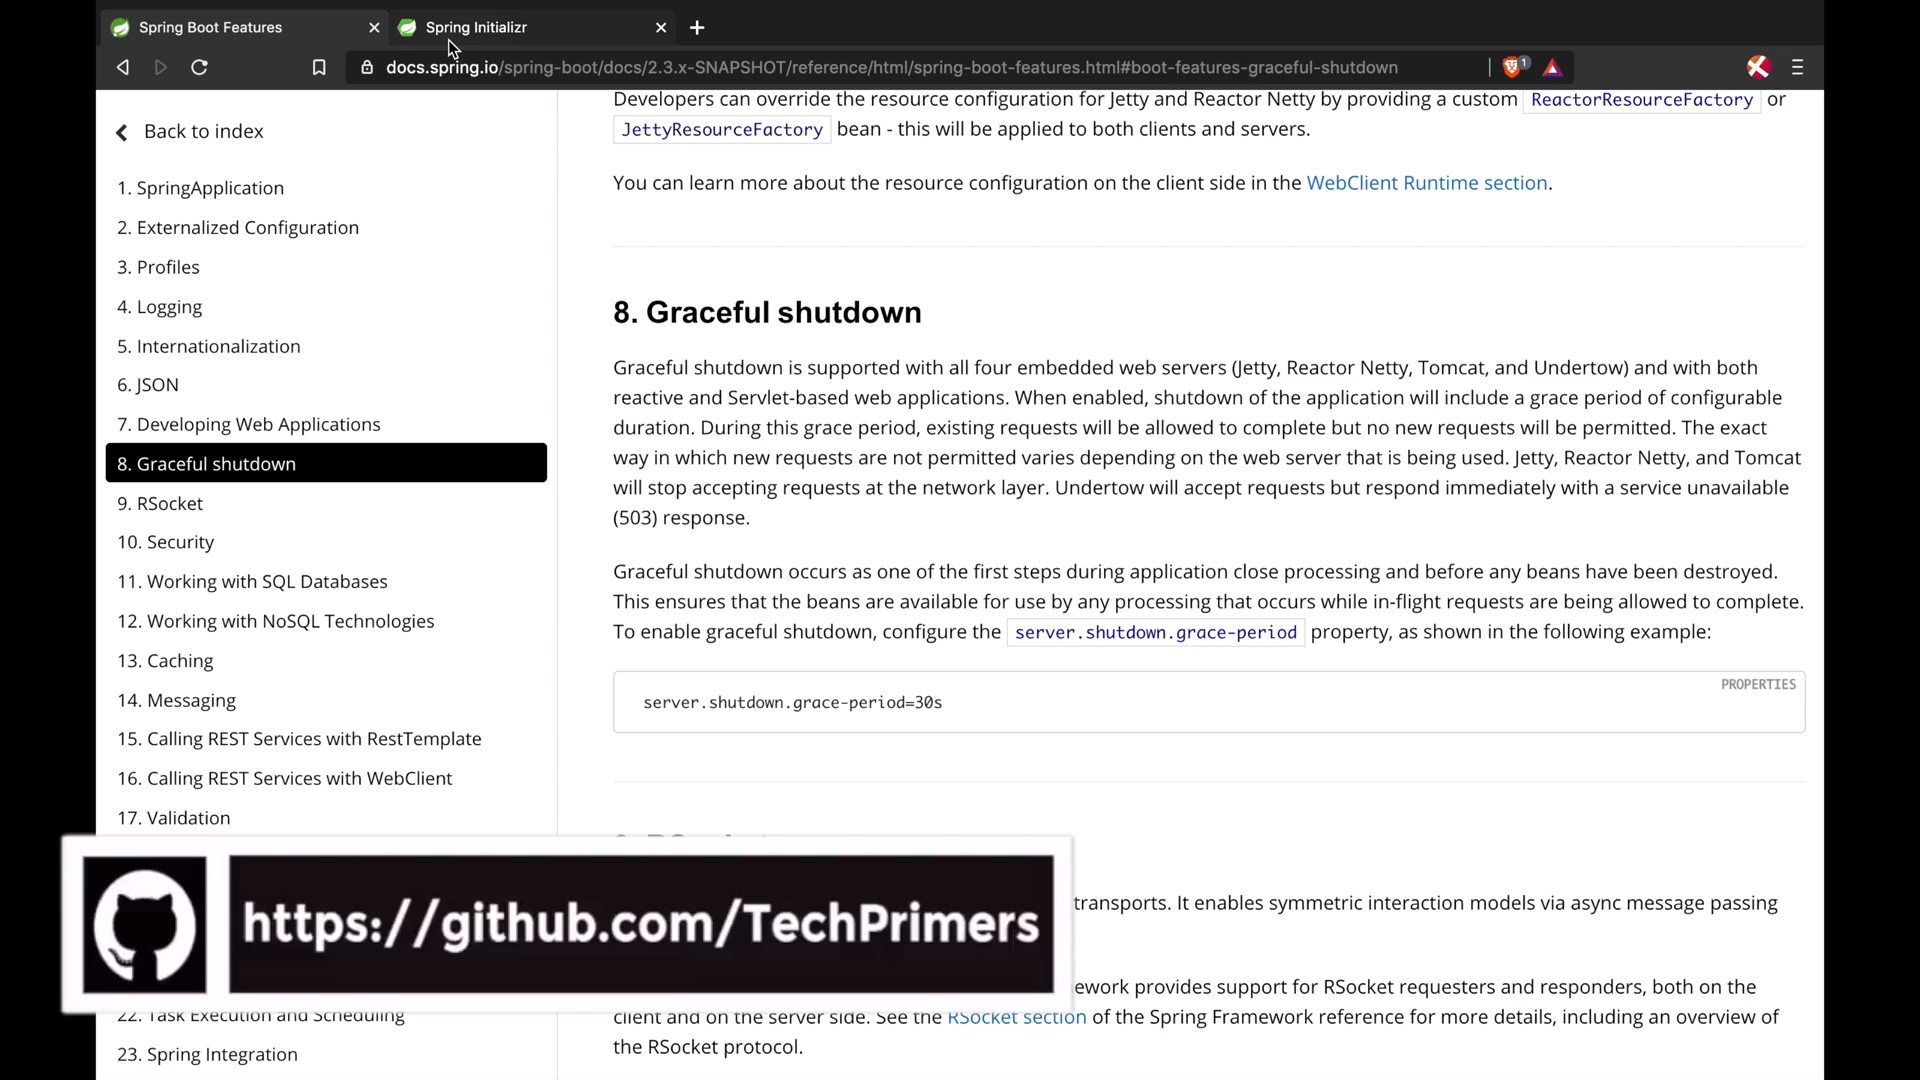 Spring Boot Features
Spring Initializr
docs.spring.io/spring-boot/docs/2.3.x-SNAPSHOT/reference/html/spring-boot-features.html#boot-features-graceful-shutdown
1
Back to index
1. SpringApplication
2. Externalized Configuration
3. Profiles
4. Logging
5. Internationalization
6. JSON
7. Developing Web Applications
8. Graceful shutdown
9. RSocket
10. Security
11. Working with SQL Databases
12. Working with NoSQL Technologies
13. Caching
14. Messaging
15. Calling REST Services with RestTemplate
16. Calling REST Services with WebClient
17. Validation
22. Task Execution and Scheduling
23. Spring Integration
Developers can override the resource configuration for Jetty and Reactor Netty by providing a custom ReactorResourceFactory or
JettyResourceFactory bean - this will be applied to both clients and servers.
You can learn more about the resource configuration on the client side in the WebClient Runtime section.
8. Graceful shutdown
Graceful shutdown is supported with all four embedded web servers (Jetty, Reactor Netty, Tomcat, and Undertow) and with both
reactive and Servlet-based web applications. When enabled, shutdown of the application will include a grace period of configurable
duration. During this grace period, existing requests will be allowed to complete but no new requests will be permitted. The exact
way in which new requests are not permitted varies depending on the web server that is being used. Jetty, Reactor Netty, and Tomcat
will stop accepting requests at the network layer. Undertow will accept requests but respond immediately with a service unavailable
(503) response.
Graceful shutdown occurs as one of the first steps during application close processing and before any beans have been destroyed.
This ensures that the beans are available for use by any processing that occurs while in-flight requests are being allowed to complete.
To enable graceful shutdown, configure the server.shutdown.grace-period property, as shown in the following example:
PROPERTIES
server.shutdown.grace-period=30s
transports. It enables symmetric interaction models via async message passing
ework provides support for RSocket requesters and responders, both on the
client and on the server side. See the RSocket section of the Spring Framework reference for more details, including an overview of
the RSocket protocol.
https://github.com/TechPrimers